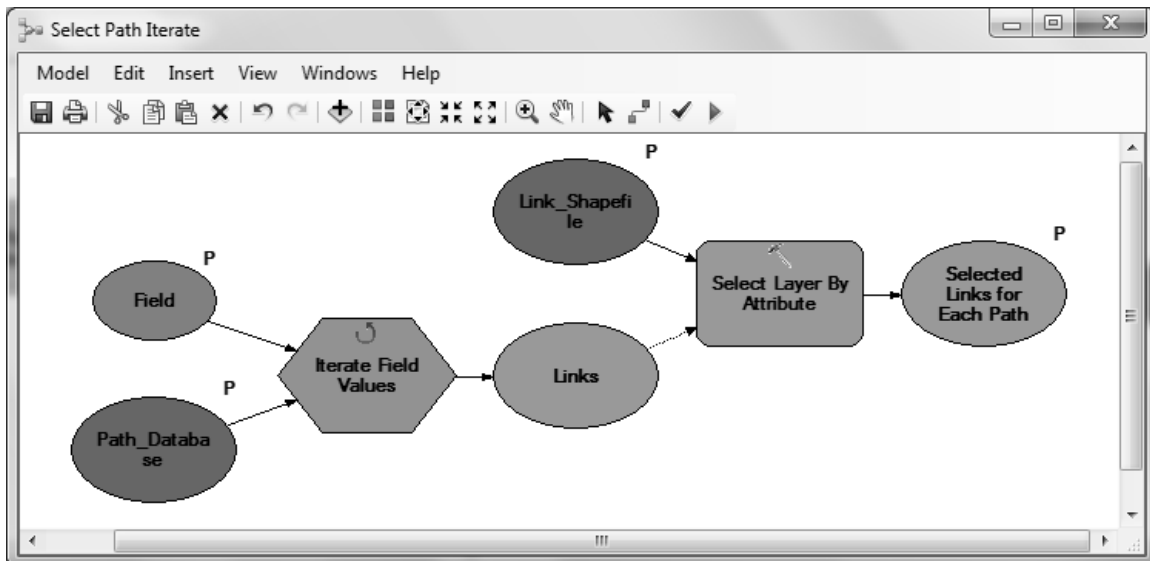 Select Path Iterate
Model Edit Insert View Windows Help
P
Link_Shapefi
le
P
Field
P
Select Layer By
Attribute
P
Selected
Links for
Each Path
Iterate Field
Values
Links
P
Path_Databa
se